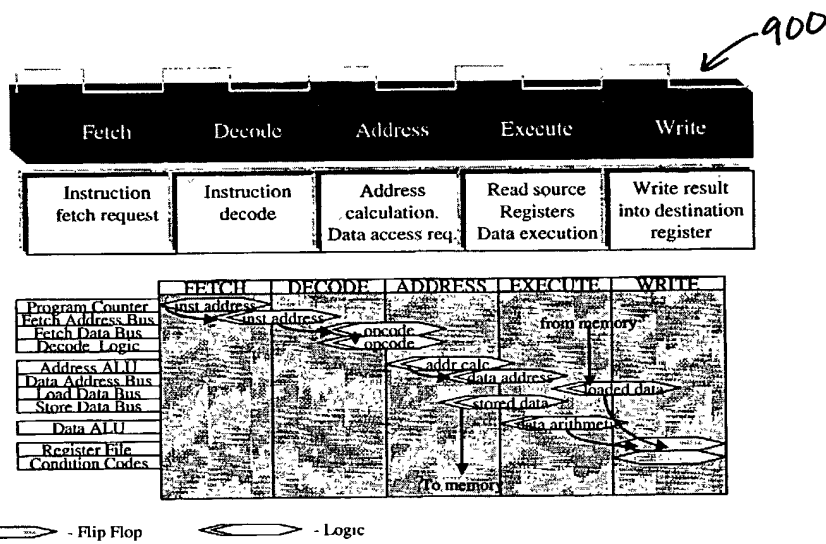 900
Fetch Decode Address Execute Write
Instruction
fetch request
Instruction
decode
Address
calculation.
Data access req.
Read source
Registers
Data execution
Write result
into destination
register
FETCH DECODE ADDRESS EXECUTE WRITE
Program Counter
Fetch Address Bus
Fetch Data Bus
Decode Logic
Address ALU
Data Address Bus
Load Data Bus
Store Data Bus
Data ALU
Register File
Condition Codes
inst address
inst address
opcode
opcode
from memory
addr calc
data address
loaded data
stored data
data arithmetic
To memory
- Flip Flop
- Logic